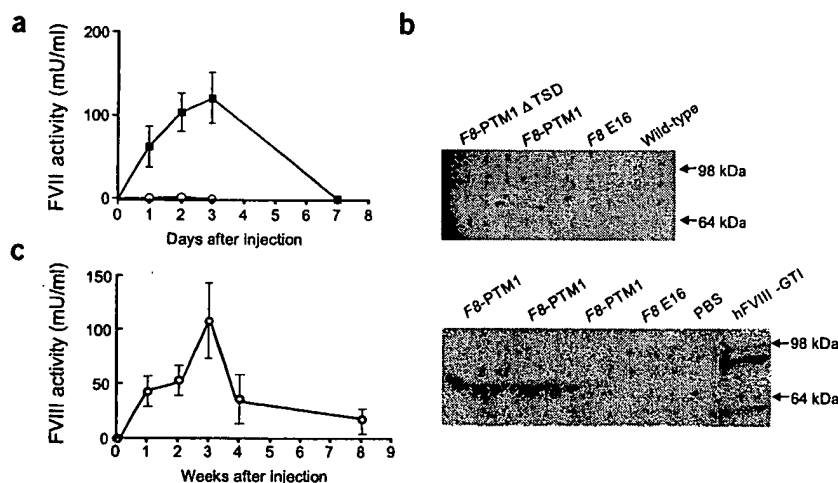 a
FVII activity (mU/ml)
200
100
0
0 1 2 3 4 5 6 7 8
Days after injection
b
F8-PTM1 Δ TSD
F8-PTM1
F8 E16
Wild-type
98 kDa
64 kDa
c
FVIII activity (mU/ml)
150
100
50
0
0 1 2 3 4 5 6 7 8 9
Weeks after injection
F8-PTM1
F8-PTM1
F8-PTM1
F8 E16
PBS
hFVIII -GTI
98 kDa
64 kDa